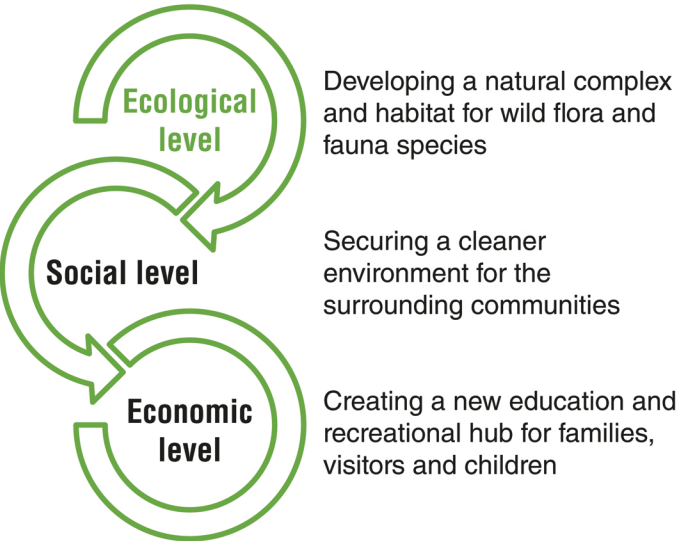 Ecological
level
Developing a natural complex
and habitat for wild flora and
fauna species
Social level
Securing a cleaner
environment for the
surrounding communities
Economic
level
Creating a new education and
recreational hub for families,
visitors and children